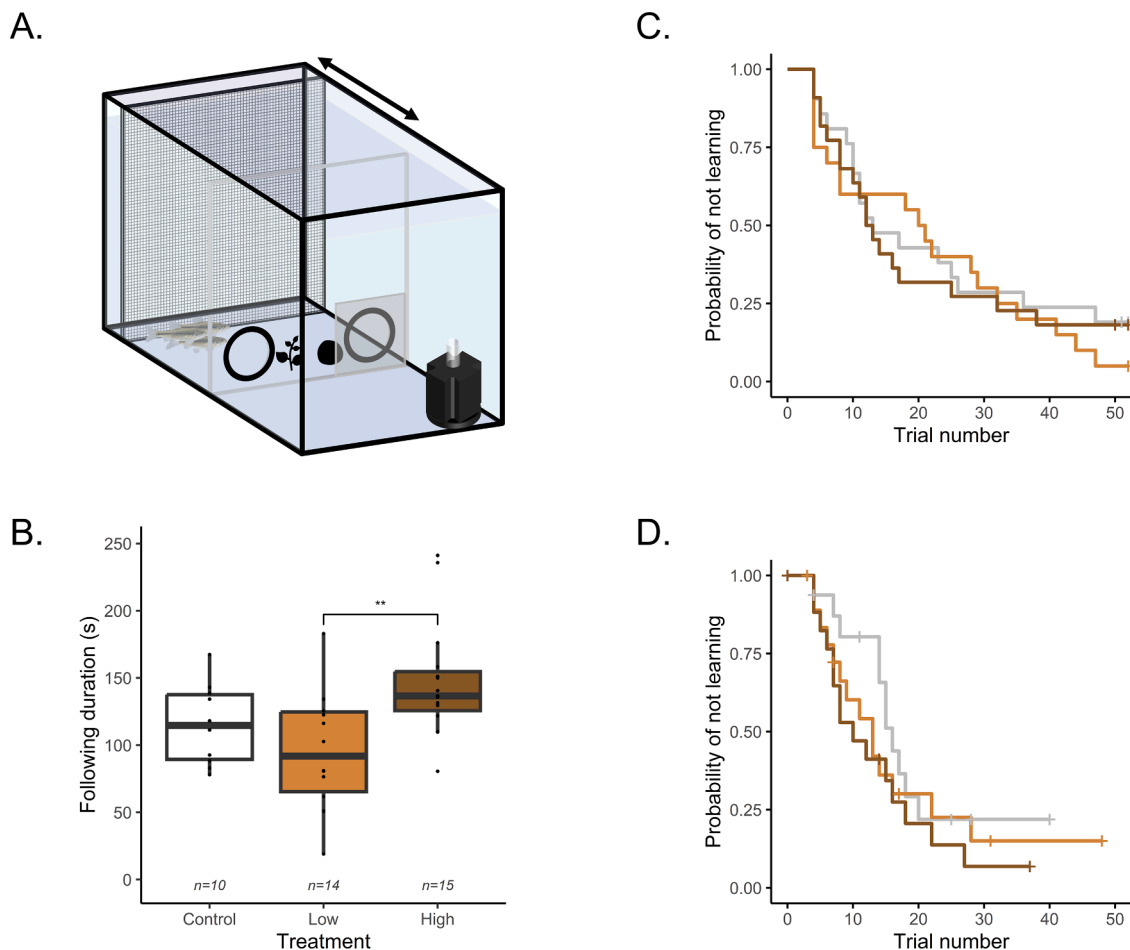 A.
B.
250
200
150
100
50
0
Following duration (s)
**
n=10 n=14 n=15
Control Low High
Treatment
C.
1.00
0.75
0.50
0.25
0.00
Probability of not learning
0 10 20 30 40 50
Trial number
D.
1.00
0.75
0.50
0.25
0.00
Probability of not learning
0 10 20 30 40 50
Trial number